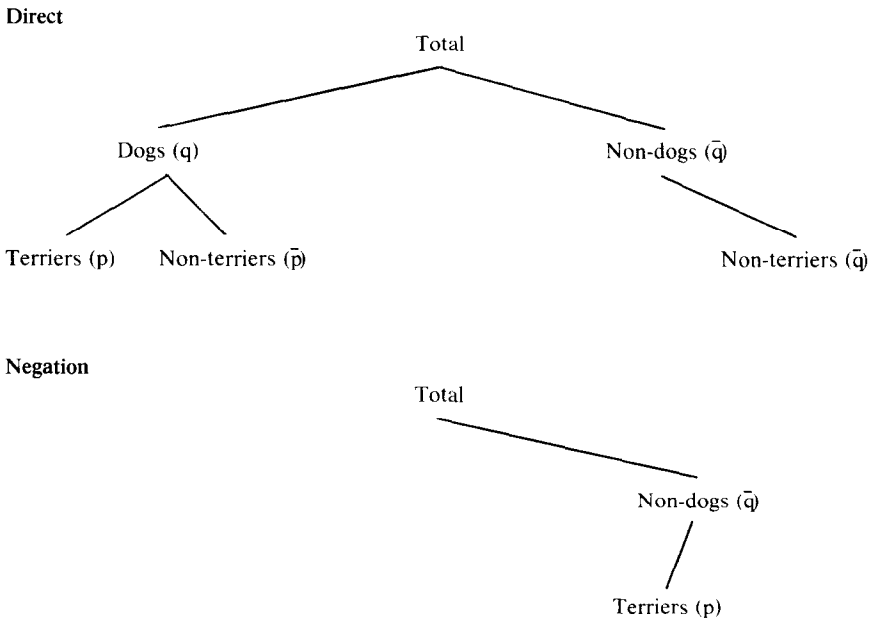 Direct
Total
Dogs (q) Non-dogs (q̄)
Terriers (p) Non-terriers (p̄) Non-terriers (q̄)
Negation
Total
Non-dogs (q̄)
Terriers (p)